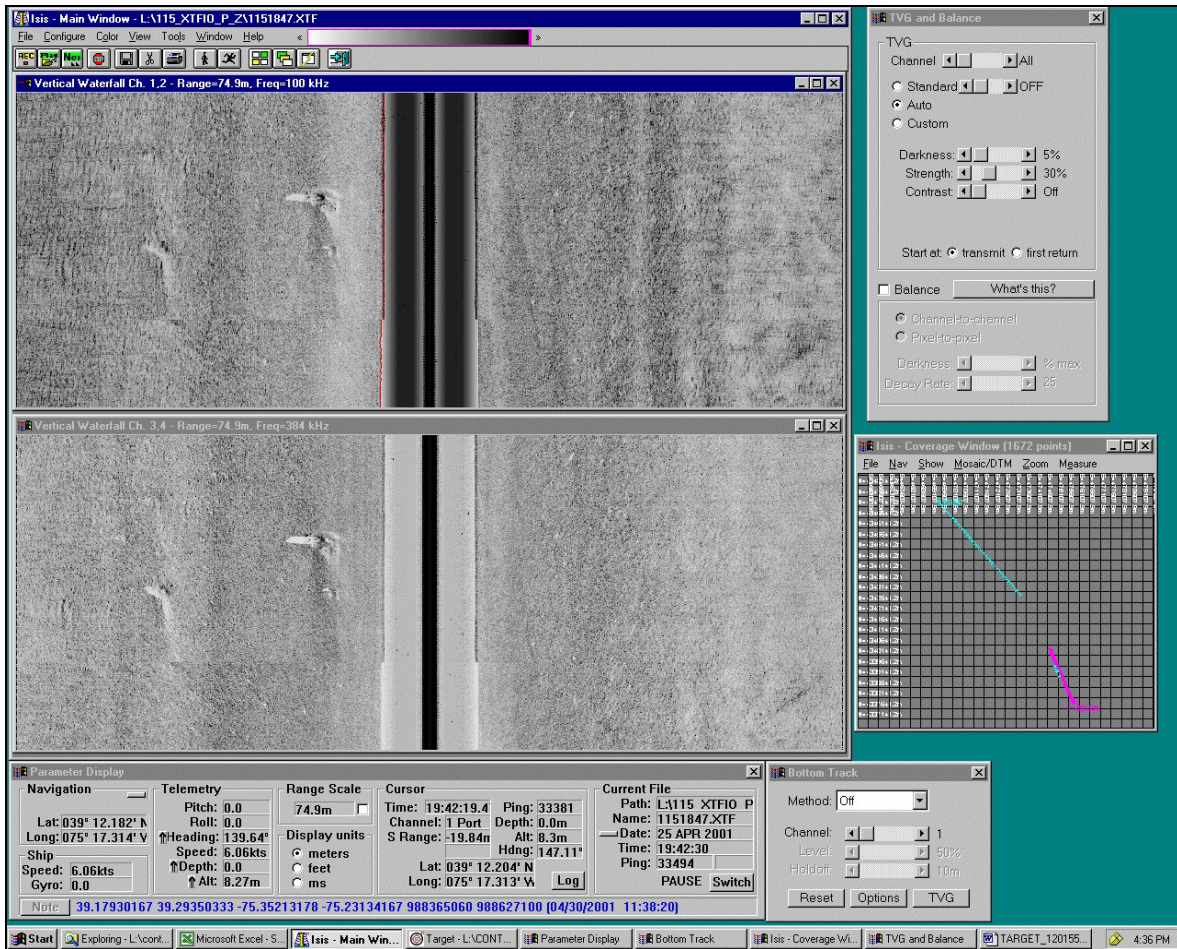 Isis - Main Window - L:\115_XTFIO_P_Z\1151847.XTF
File Configure Color View Tools Window Help « »
REC Play Nos
Vertical Waterfall Ch. 1,2 - Range=74.9m, Freq=100 kHz
Vertical Waterfall Ch. 3,4 - Range=74.9m, Freq=384 kHz
TVG and Balance
TVG
Channel All
Standard OFF
Auto
Custom
Darkness: 5%
Strength: 30%
Contrast: Off
Start at: transmit first return
Balance What's this?
Channel-to-channel
Pixel-to-pixel
Darkness: % max
Decay Rate 25
Isis - Coverage Window (1672 points)
File Nav Show Mosaic/DTM Zoom Measure
Parameter Display
Navigation
Lat: 039° 12.182' N
Long: 075° 17.314' W
Ship
Speed: 6.06kts
Gyro: 0.0
Telemetry
Pitch: 0.0
Roll: 0.0
Heading: 139.64°
Speed: 6.06kts
Depth: 0.0
Alt: 8.27m
Range Scale
74.9m
Display units
meters
feet
ms
Cursor
Time: 19:42:19.4 Ping: 33381
Channel: 1 Port Depth: 0.0m
S Range: -19.84m Alt: 8.3m
Hdng: 147.11°
Lat: 039° 12.204' N
Long: 075° 17.313' W Log
Current File
Path: L:\115_XTFIO_P
Name: 1151847.XTF
Date: 25 APR 2001
Time: 19:42:30
Ping: 33494
PAUSE Switch
Note 39.17930167 39.29350333 -75.35213178 -75.23134167 988365060 988627100 (04/30/2001 11:38:20)
Bottom Track
Method: Off
Channel: 1
Level: 50%
Holdoff: 10m
Reset Options TVG
Start Exploring - L:\cont... Microsoft Excel - S... Isis - Main Win... Target - L:\CONT... Parameter Display Bottom Track Isis - Coverage Wi... TVG and Balance TARGET_120155... 4:36 PM